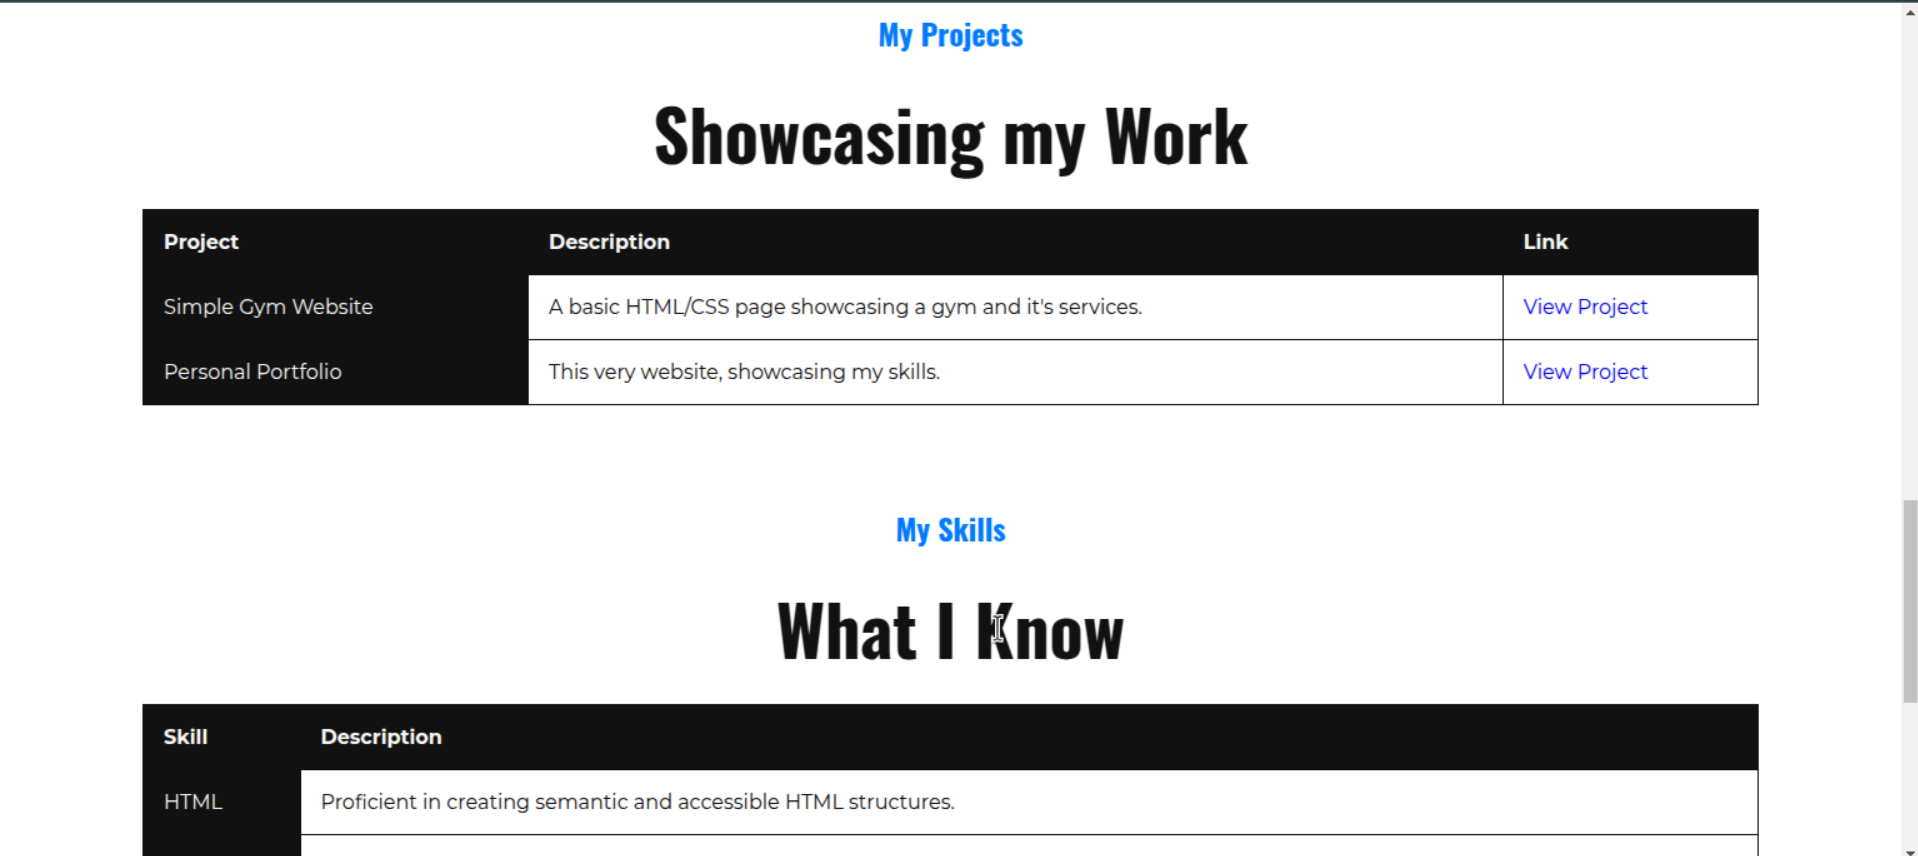 My Projects
Showcasing my Work
Project Description Link
Simple Gym Website A basic HTML/CSS page showcasing a gym and it's services. View Project
Personal Portfolio This very website, showcasing my skills. View Project
My Skills
What I Know
Skill Description
HTML Proficient in creating semantic and accessible HTML structures.